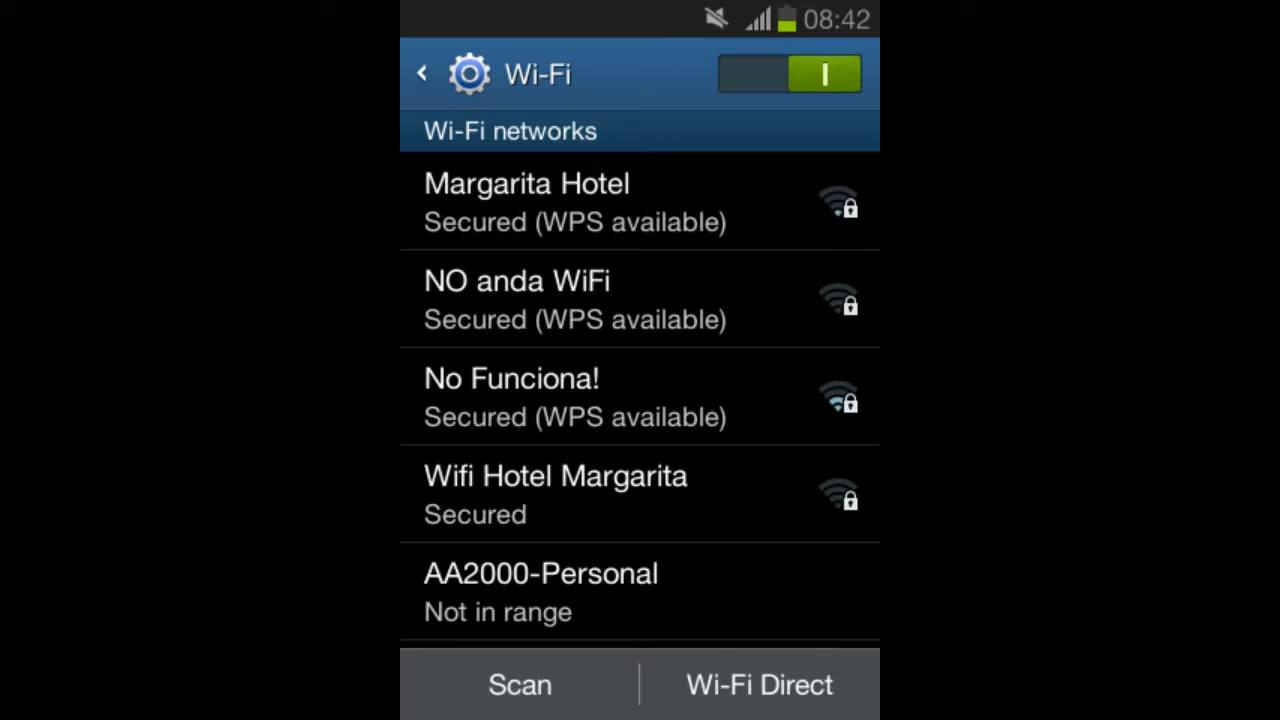 08:42
Wi-Fi
Wi-Fi networks
Margarita Hotel
Secured (WPS available)
NO anda WiFi
Secured (WPS available)
No Funciona!
Secured (WPS available)
Wifi Hotel Margarita
Secured
AA2000-Personal
Not in range
Scan
Wi-Fi Direct